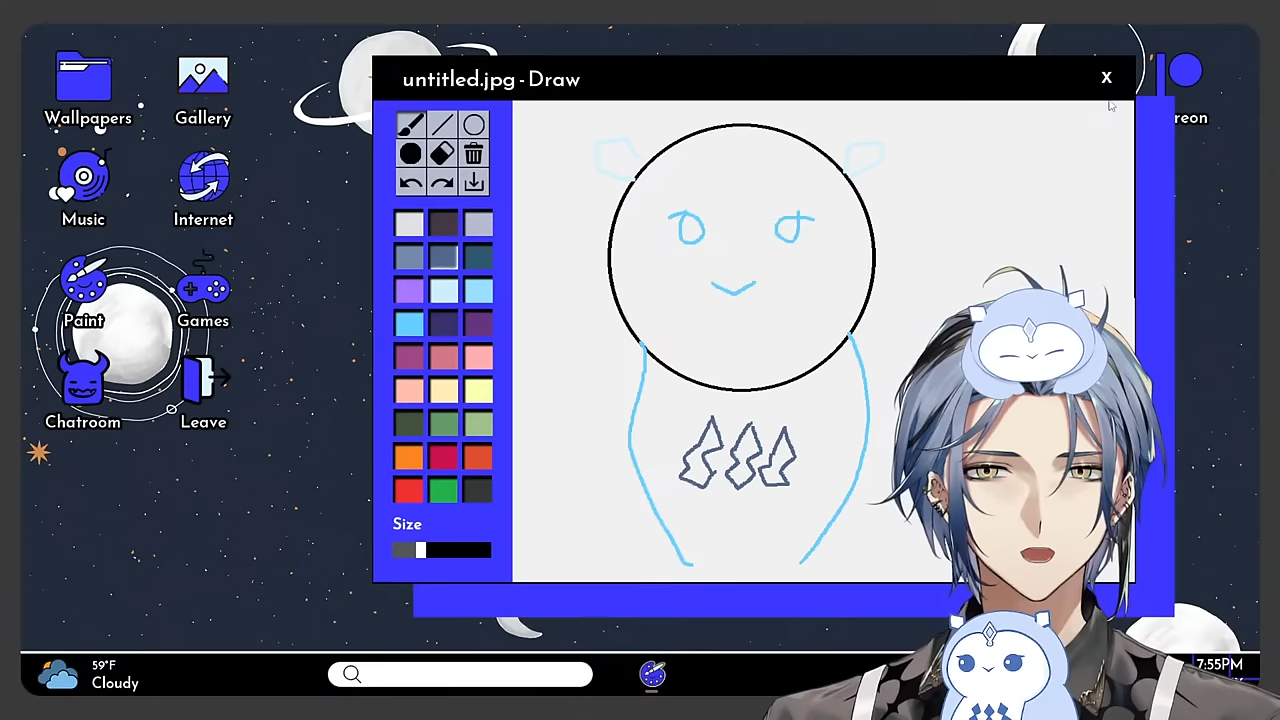 untitled.jpg - Draw
x
Wallpapers
Gallery
reon
Music
Internet
Paint
Games
Chatroom
Leave
Size
59°F
Cloudy
7:55PM